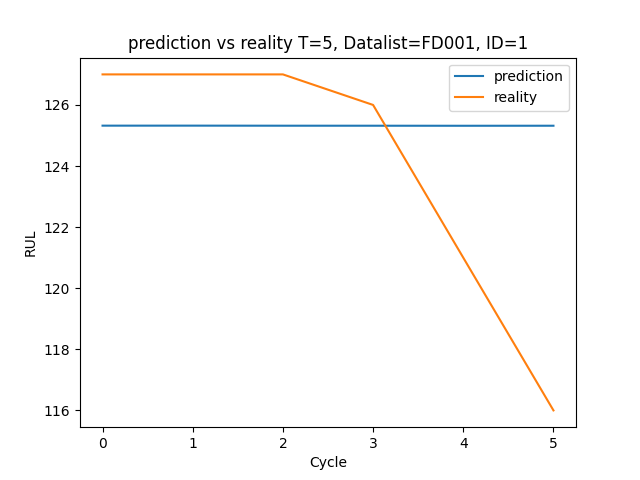 prediction vs reality T=5, Datalist=FD001, ID=1
prediction
reality
126
124
122
120
118
116
RUL
0 1 2 3 4 5
Cycle